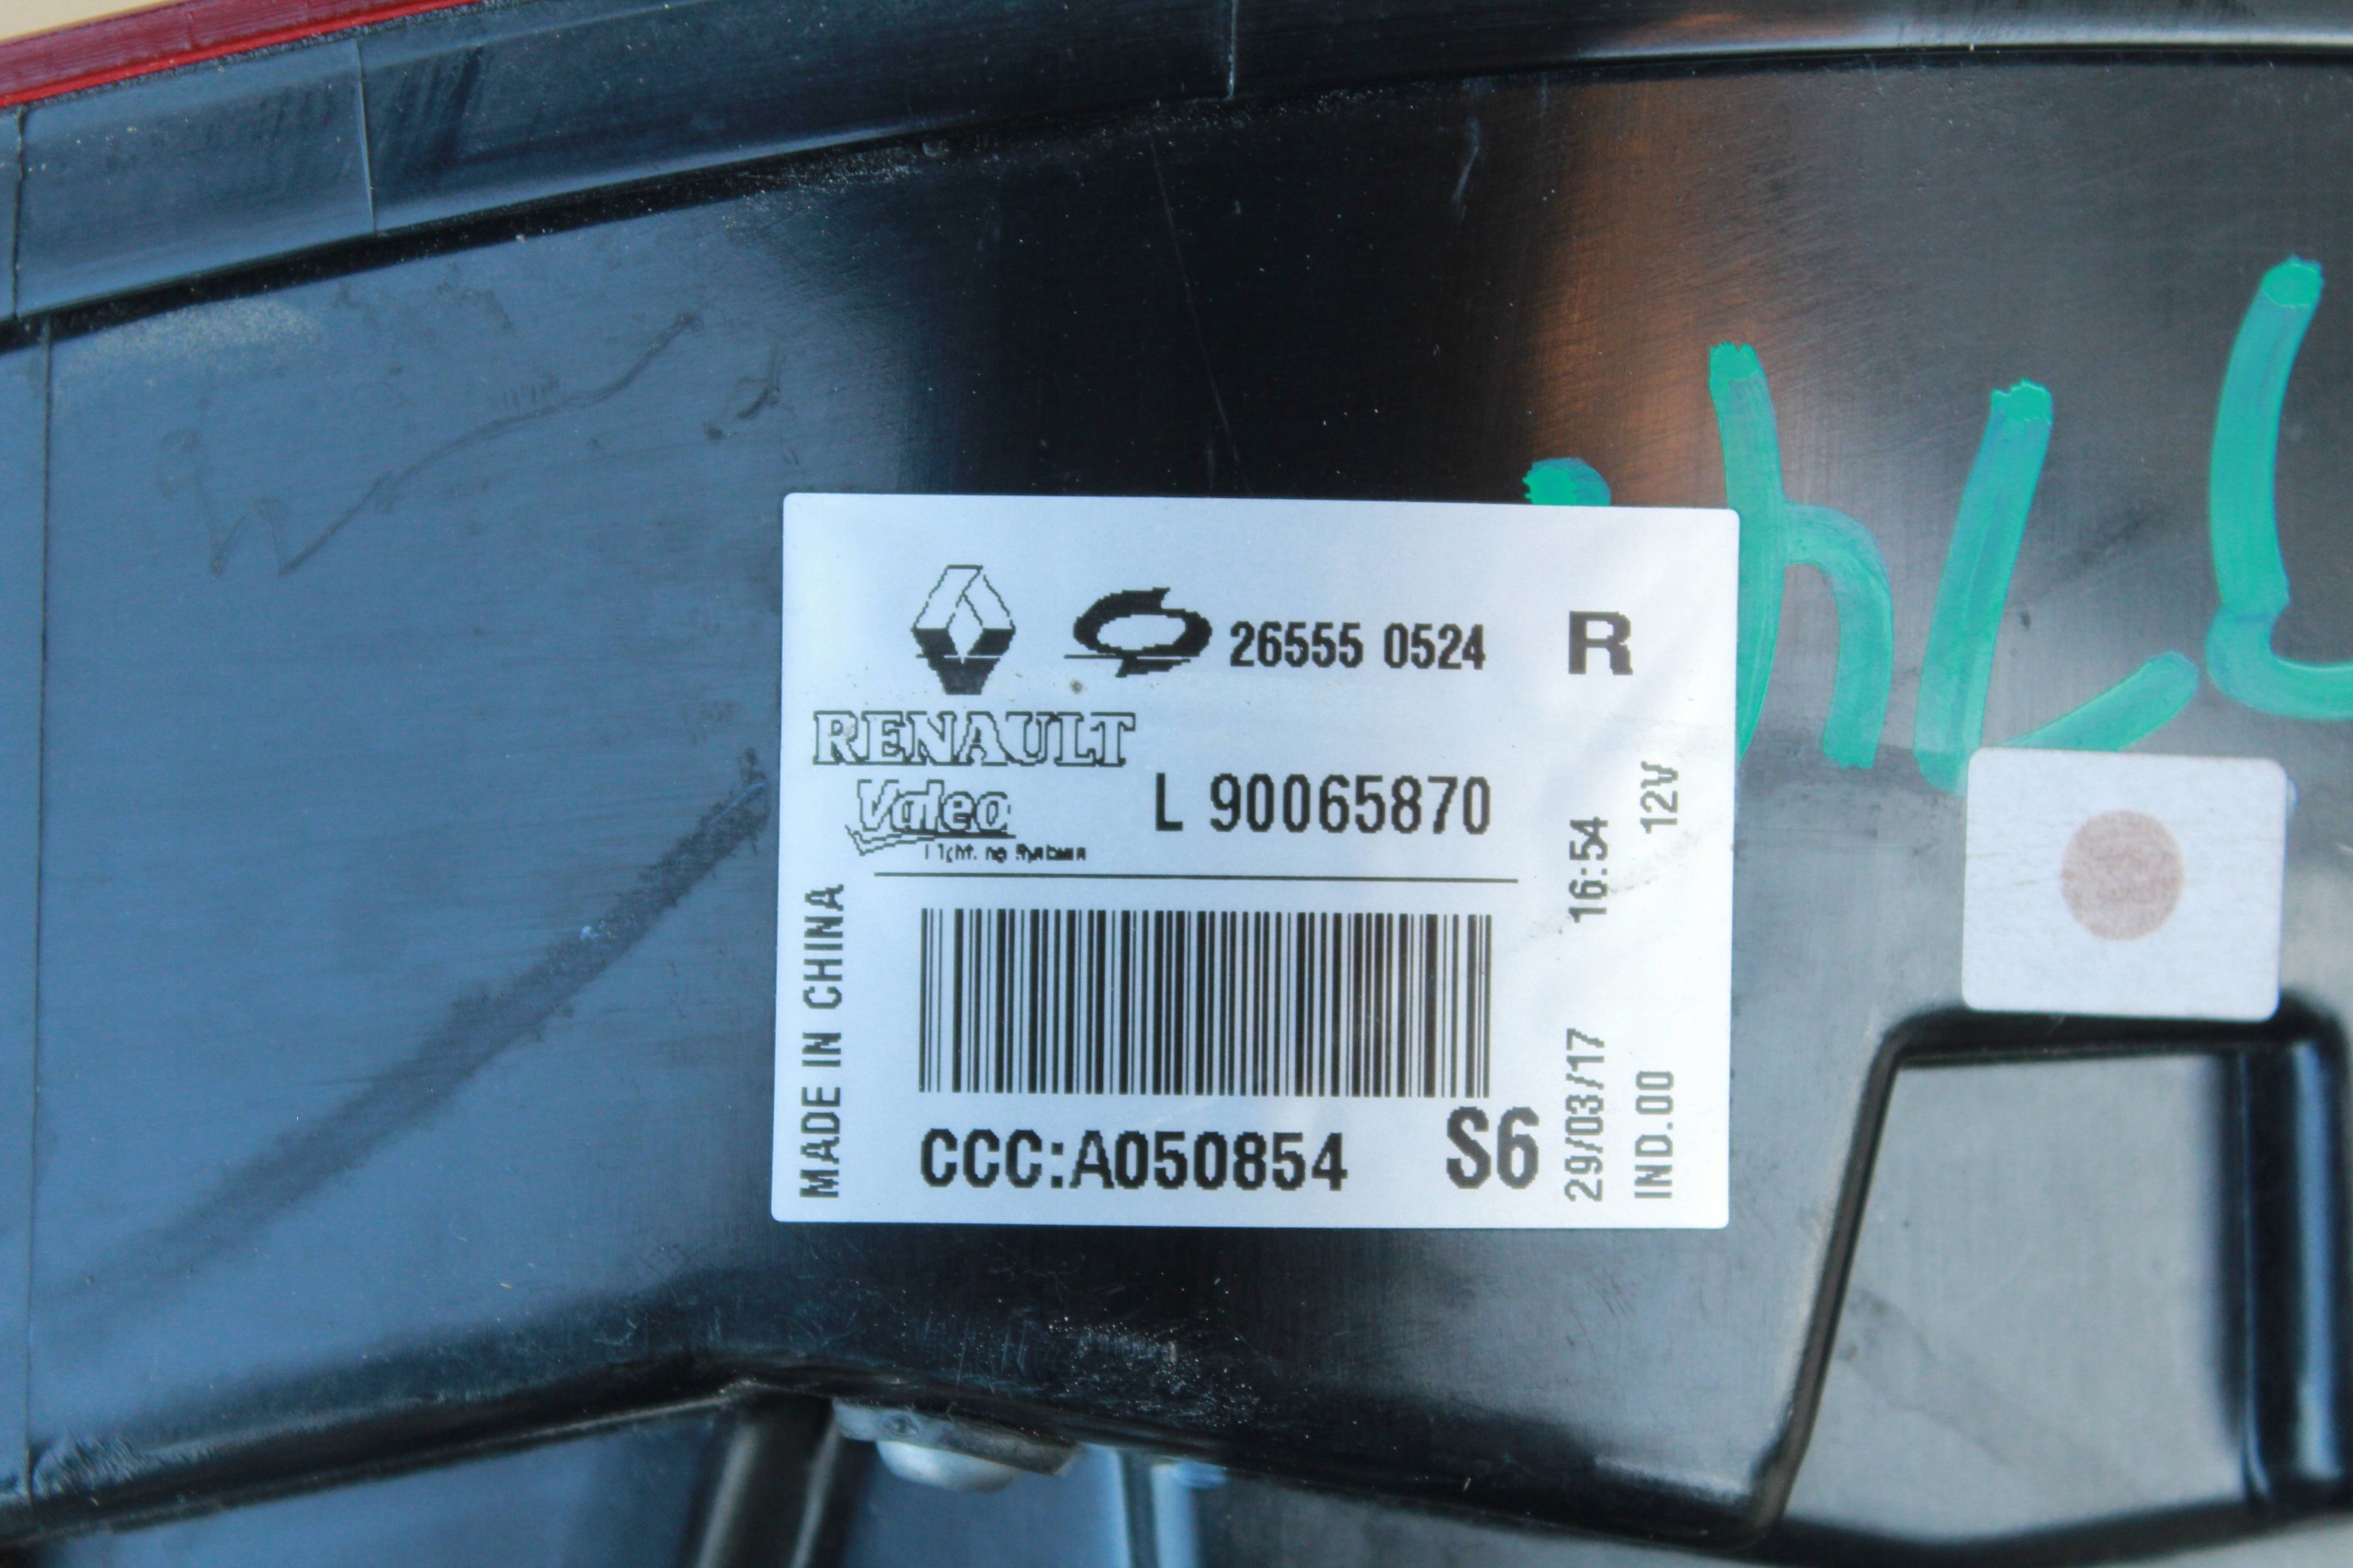 26555 0524 R
RENAULT
Valeo
L 90065870
MADE IN CHINA
CCC:A050854 S6
29/03/17 16:54
IND.00 12V